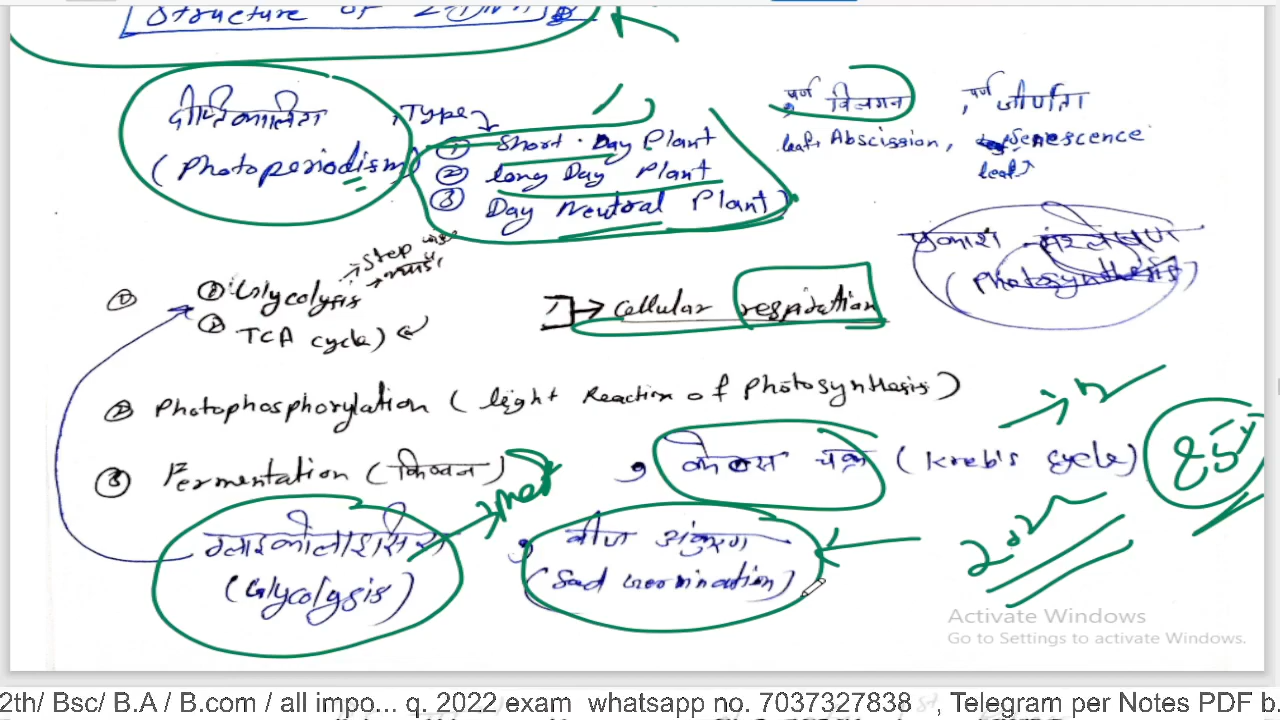 Structure of
दीप्तिकालिता , Type
(Photoperiodism)
① Short-Day Plant
② long Day Plant
③ Day Neutoral Plant)
पर्ण विलगन , पर्ण जीर्णता
leaf Abscission, Senescence
leaf
प्रकाश संश्लेषण
(Photosynthesis)
① ① Glycolysis → Step
② TCA cycle)
→ Cellular respiration
② Photophosphorylation (light Reaction of Photosynthesis)
③ Fermentation (किण्वन) , क्रेब्स चक्र (Kreb's cycle)
85%
ग्लाइकोलाइसिस , बीज अंकुरण
(Glycolysis) (Sad Germination)
Activate Windows
Go to Settings to activate Windows.
2th/ Bsc/ B.A / B.com / all impo... q. 2022 exam whatsapp no. 7037327838 , Telegram per Notes PDF b.